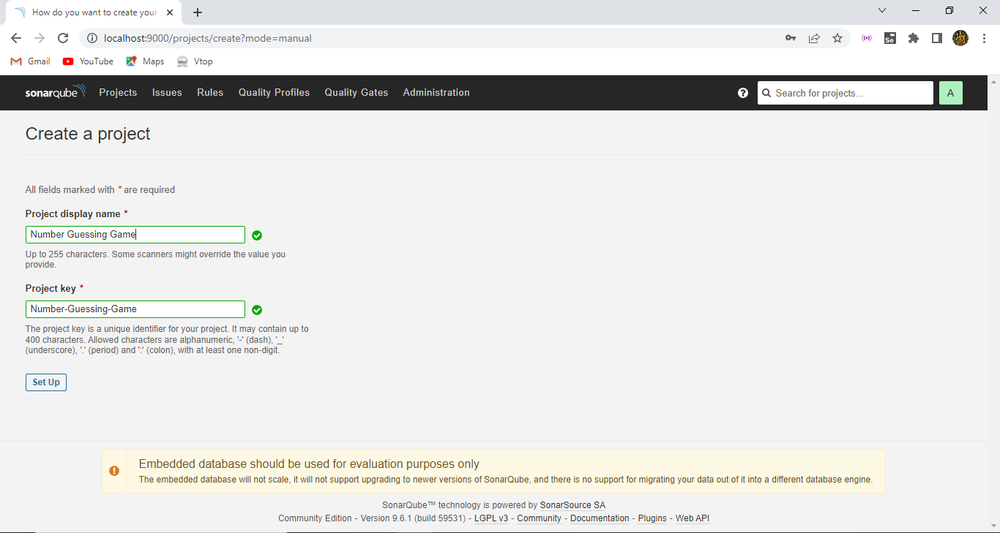 How do you want to create your
localhost:9000/projects/create?mode=manual
Se
Gmail YouTube Maps Vtop
sonarqube Projects Issues Rules Quality Profiles Quality Gates Administration ? Search for projects... A
Create a project
All fields marked with * are required
Project display name *
Number Guessing Game
Up to 255 characters. Some scanners might override the value you
provide.
Project key *
Number-Guessing-Game
The project key is a unique identifier for your project. It may contain up to
400 characters. Allowed characters are alphanumeric, '-' (dash), '_'
(underscore), '.' (period) and ':' (colon), with at least one non-digit.
Set Up
Embedded database should be used for evaluation purposes only
The embedded database will not scale, it will not support upgrading to newer versions of SonarQube, and there is no support for migrating your data out of it into a different database engine.
SonarQube™ technology is powered by SonarSource SA
Community Edition - Version 9.6.1 (build 59531) - LGPL v3 - Community - Documentation - Plugins - Web API